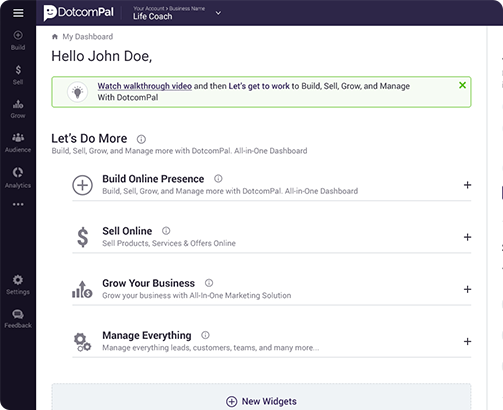 DotcomPal
Your Account > Business Name
Life Coach
Build
Sell
Grow
Audience
Analytics
Settings
Feedback
My Dashboard
Hello John Doe,
Watch walkthrough video and then Let's get to work to Build, Sell, Grow, and Manage
With DotcomPal
Let's Do More
Build, Sell, Grow, and Manage more with DotcomPal. All-in-One Dashboard
Build Online Presence
Build, Sell, Grow, and Manage more with DotcomPal. All-in-One Dashboard
Sell Online
Sell Products, Services & Offers Online
Grow Your Business
Grow your business with All-In-One Marketing Solution
Manage Everything
Manage everything leads, customers, teams, and many more...
New Widgets